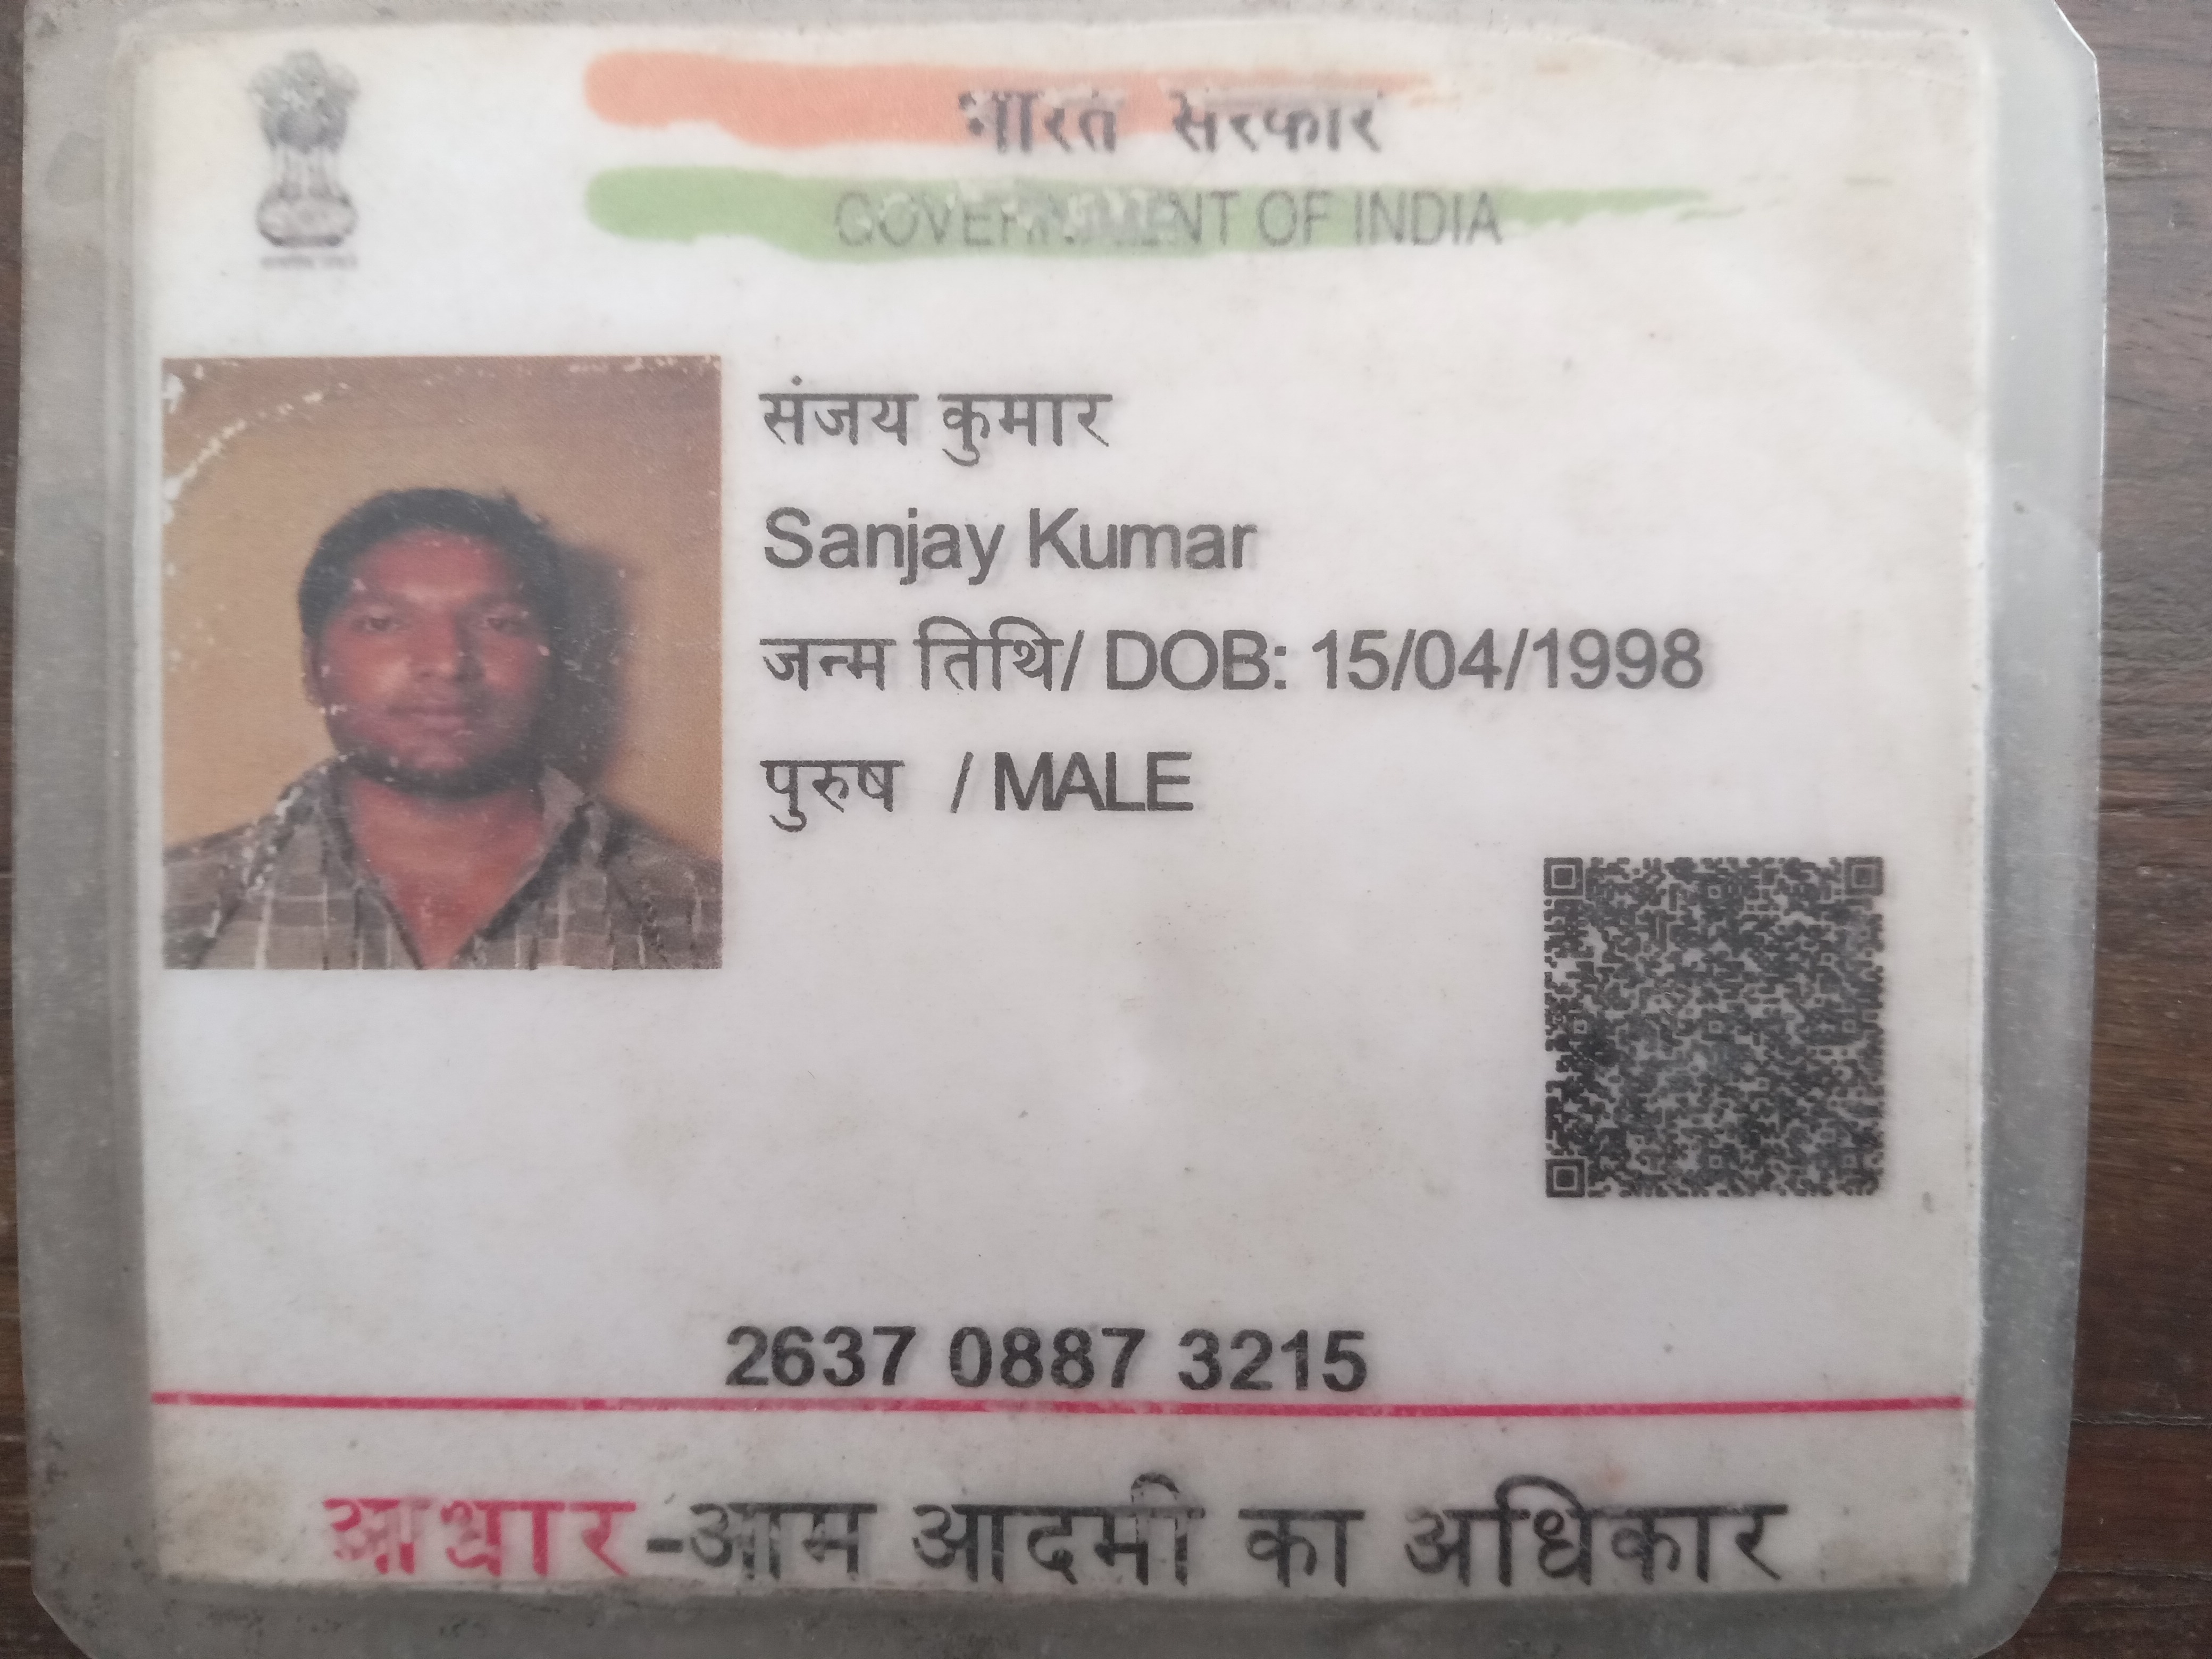 भारत सरकार
GOVERNMENT OF INDIA
संजय कुमार
Sanjay Kumar
जन्म तिथि/ DOB: 15/04/1998
पुरुष / MALE
2637 0887 3215
आधार-आम आदमी का अधिकार